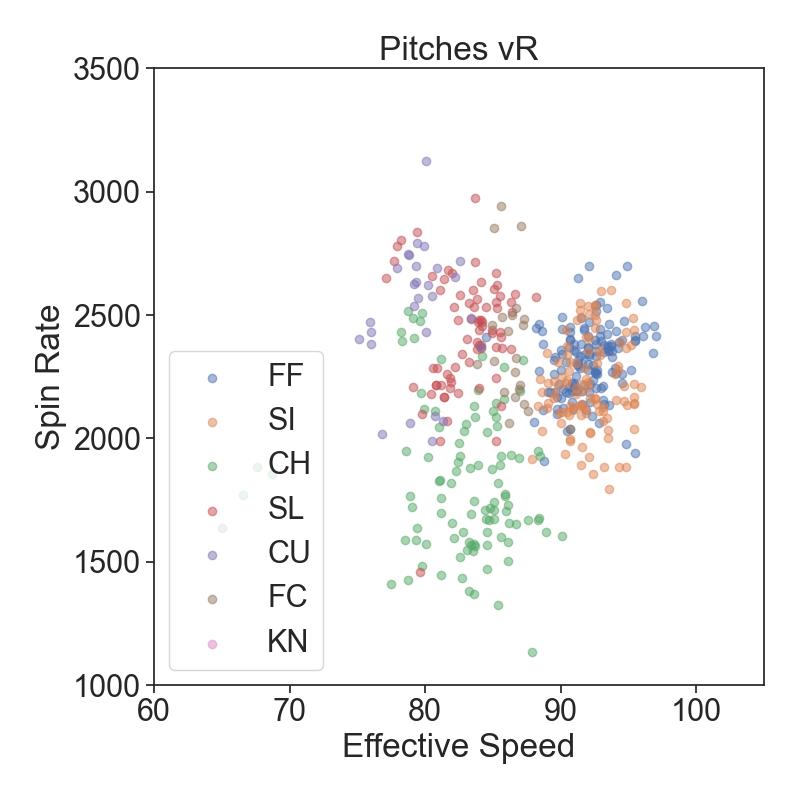 Pitches vR
3500
3000
2500
2000
1500
1000
Spin Rate
FF
SI
CH
SL
CU
FC
KN
60 70 80 90 100
Effective Speed